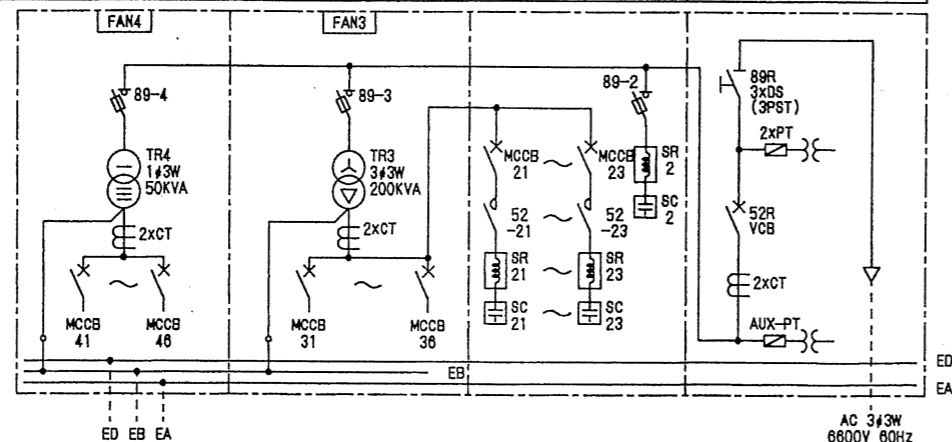 FAN4
FAN3
89-4
89-3
89-2
89R
3xDS
(3PST)
2xPT
TR4
1ϕ3W
50KVA
TR3
3ϕ3W
200KVA
MCCB
21
~
MCCB
23
SR
2
SC
2
52
-21
52
-23
52R
VCB
2xCT
2xCT
2xCT
SR
21
~
SR
23
SC
21
~
SC
23
~
~
MCCB
41
MCCB
46
MCCB
31
MCCB
36
AUX-PT
ED
EB
EA
ED EB EA
AC 3ϕ3W
6600V 60Hz